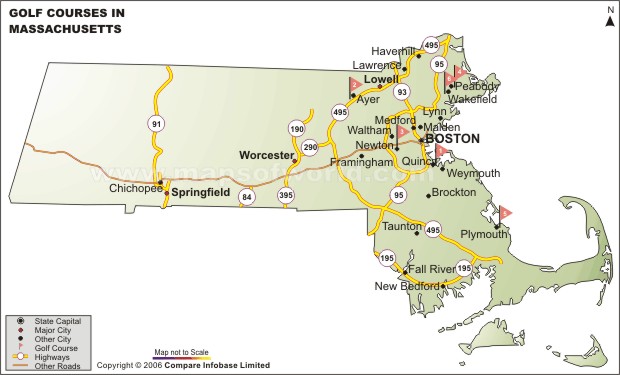 GOLF COURSES IN
MASSACHUSETTS
N
Haverhill
495
Lawrence
95
Lowell
Peabody
93
Wakefield
Ayer
495
91
Lynn
Medford
Malden
190
Waltham
BOSTON
290
Newton
Worcester
Framingham
Quincy
www.mapsofworld.com
Weymouth
Chichopee
Springfield
84
395
95
Brockton
Taunton
495
Plymouth
195
Fall River
195
New Bedford
State Capital
Major City
Other City
Golf Course
Highways
Other Roads
Map not to Scale
Copyright © 2006 Compare Infobase Limited